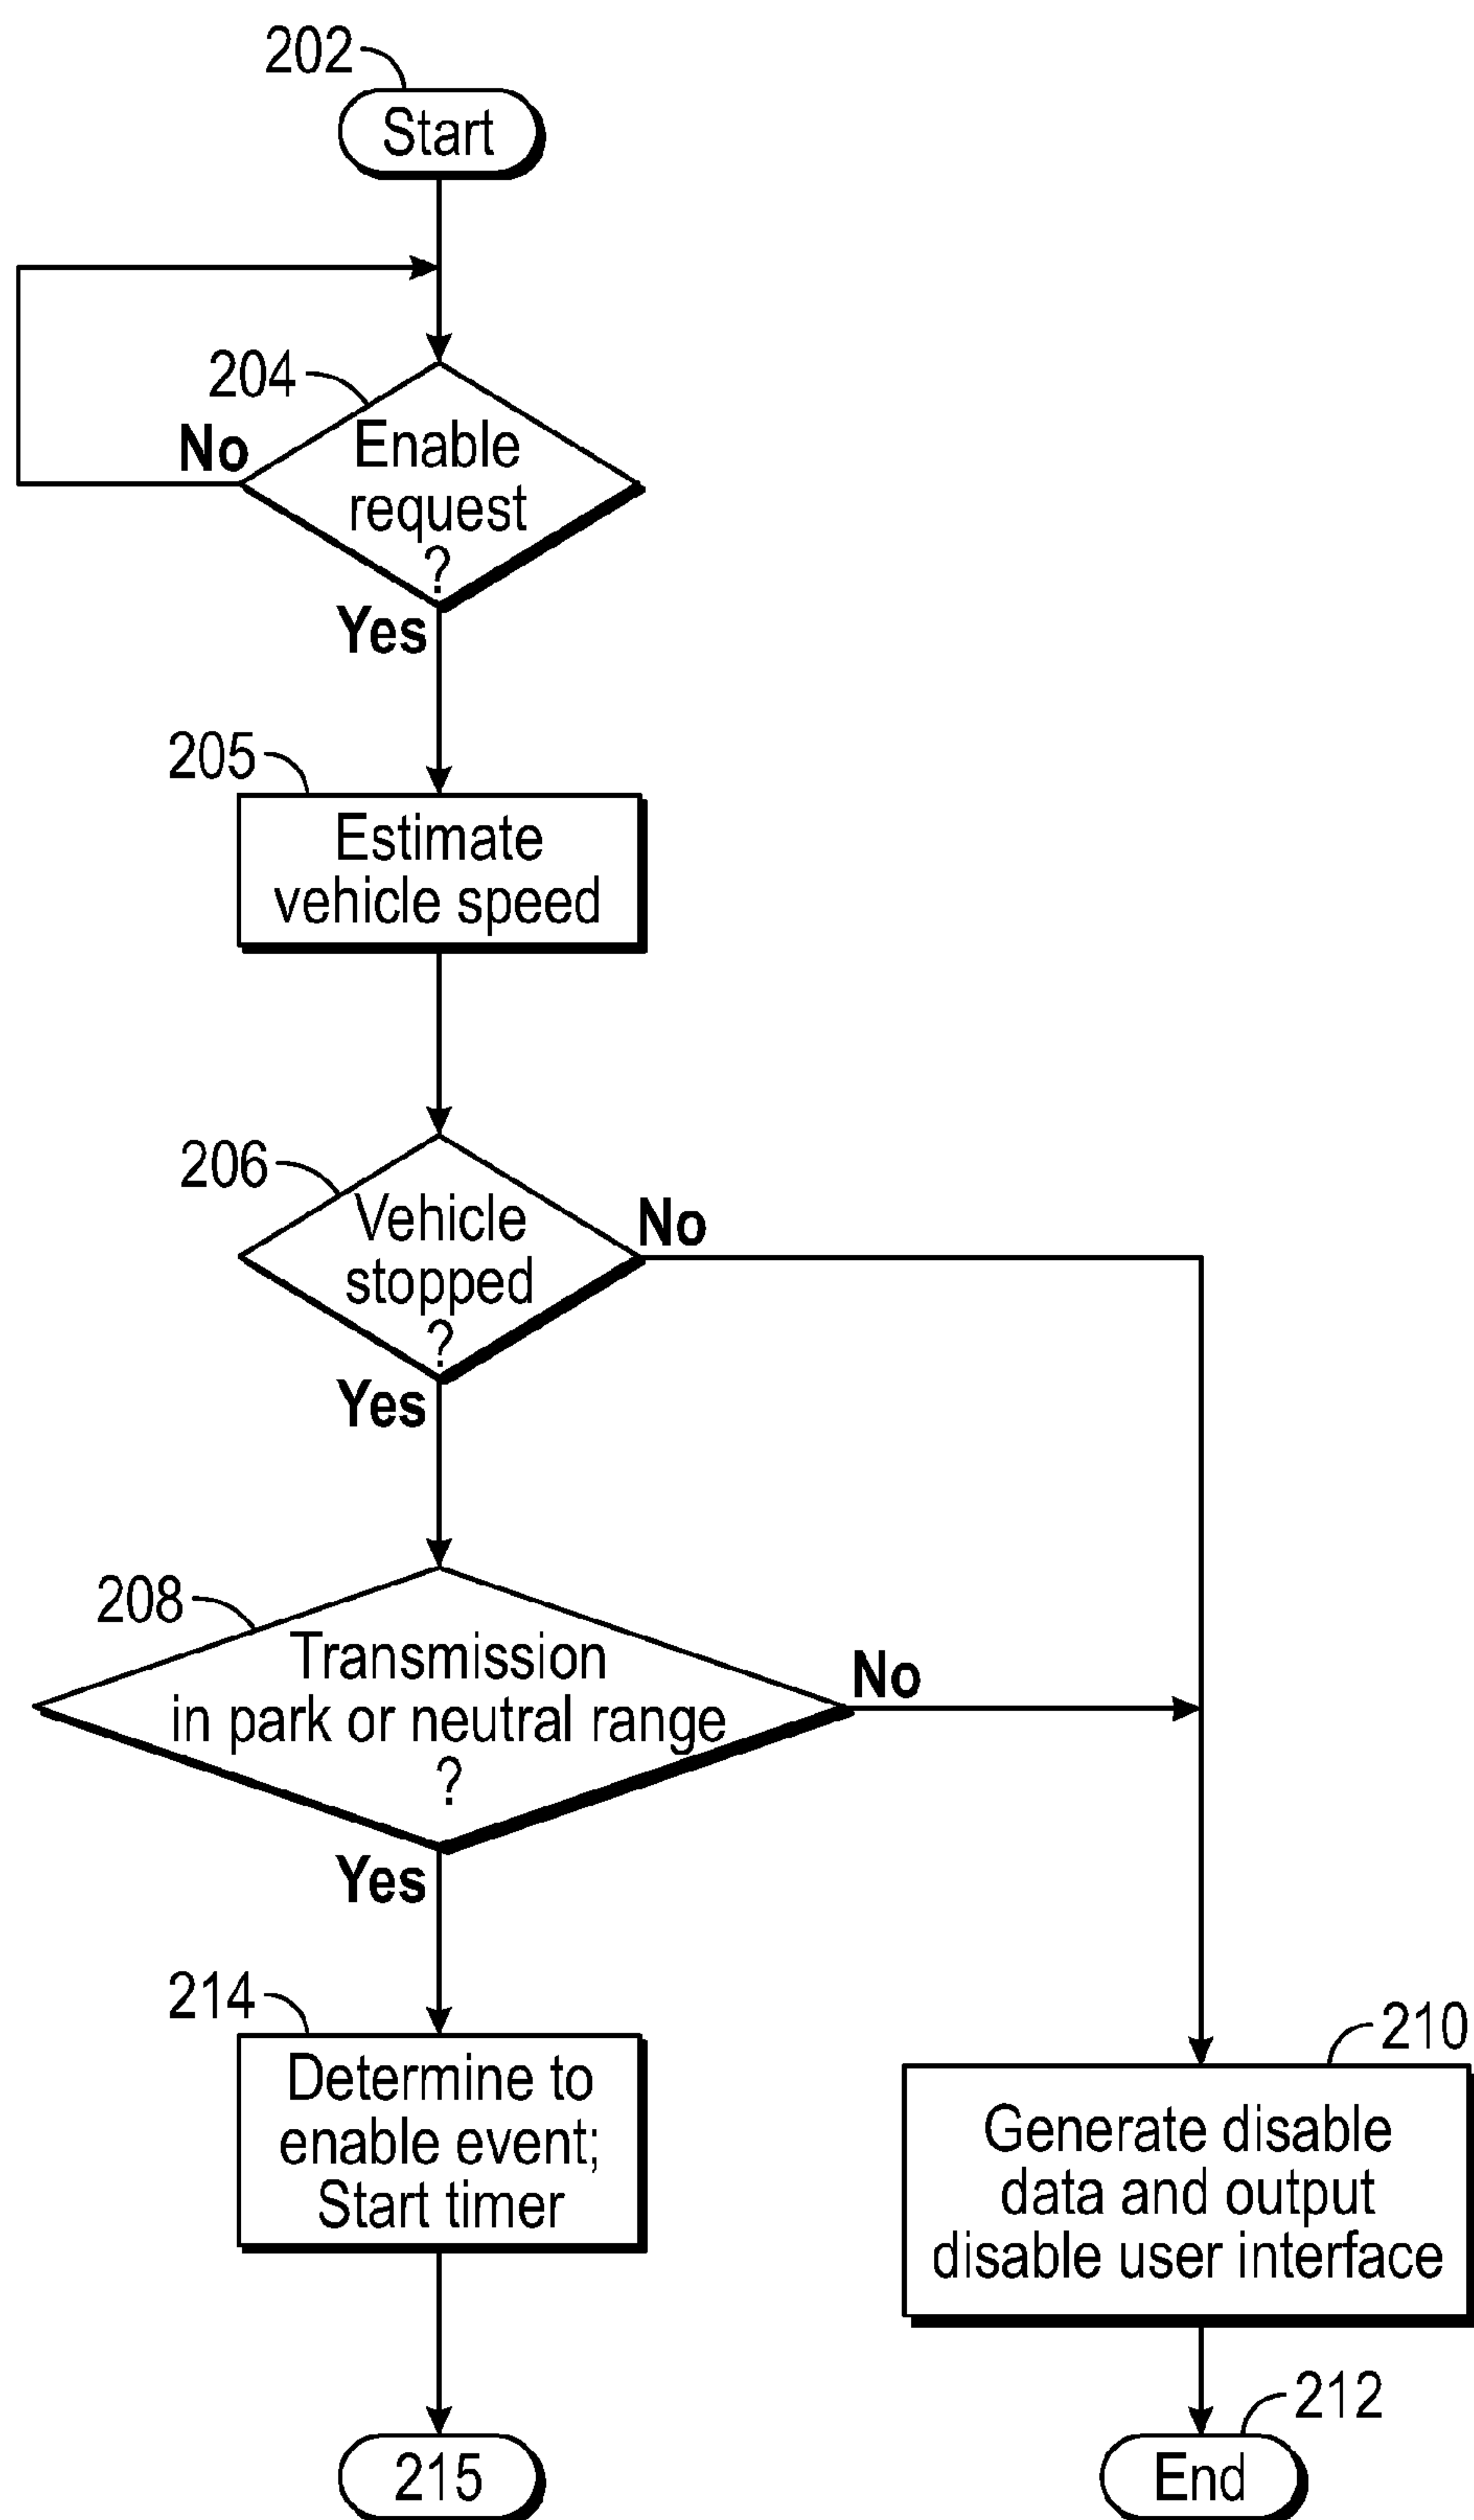 202
Start
204
No
Enable
request
?
Yes
205
Estimate
vehicle speed
206
Vehicle
stopped
?
No
Yes
208
Transmission
in park or neutral range
?
No
Yes
214
Determine to
enable event;
Start timer
210
Generate disable
data and output
disable user interface
215
212
End